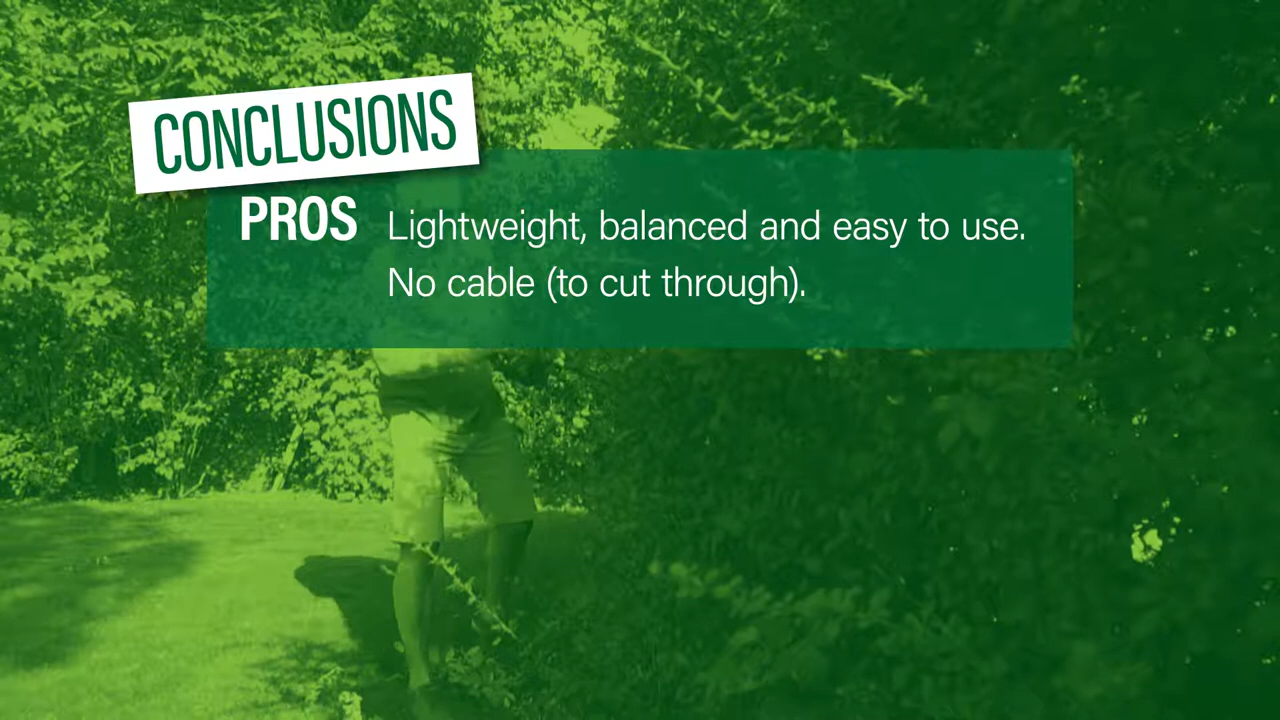 CONCLUSIONS
PROS Lightweight, balanced and easy to use.
No cable (to cut through).